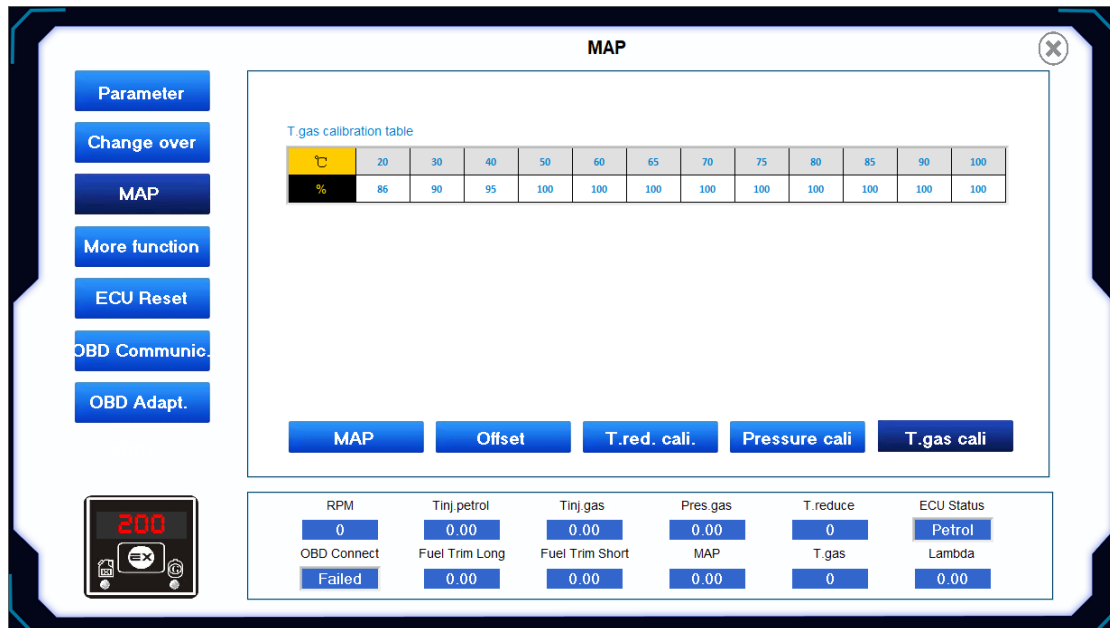 MAP
Parameter
Change over
MAP
More function
ECU Reset
OBD Communic.
OBD Adapt.
T.gas calibration table
℃ 20 30 40 50 60 65 70 75 80 85 90 100
% 86 90 95 100 100 100 100 100 100 100 100 100
MAP Offset T.red. cali. Pressure cali T.gas cali
200
EX
G
RPM Tinj.petrol Tinj.gas Pres.gas T.reduce ECU Status
0 0.00 0.00 0.00 0 Petrol
OBD Connect Fuel Trim Long Fuel Trim Short MAP T.gas Lambda
Failed 0.00 0.00 0.00 0 0.00